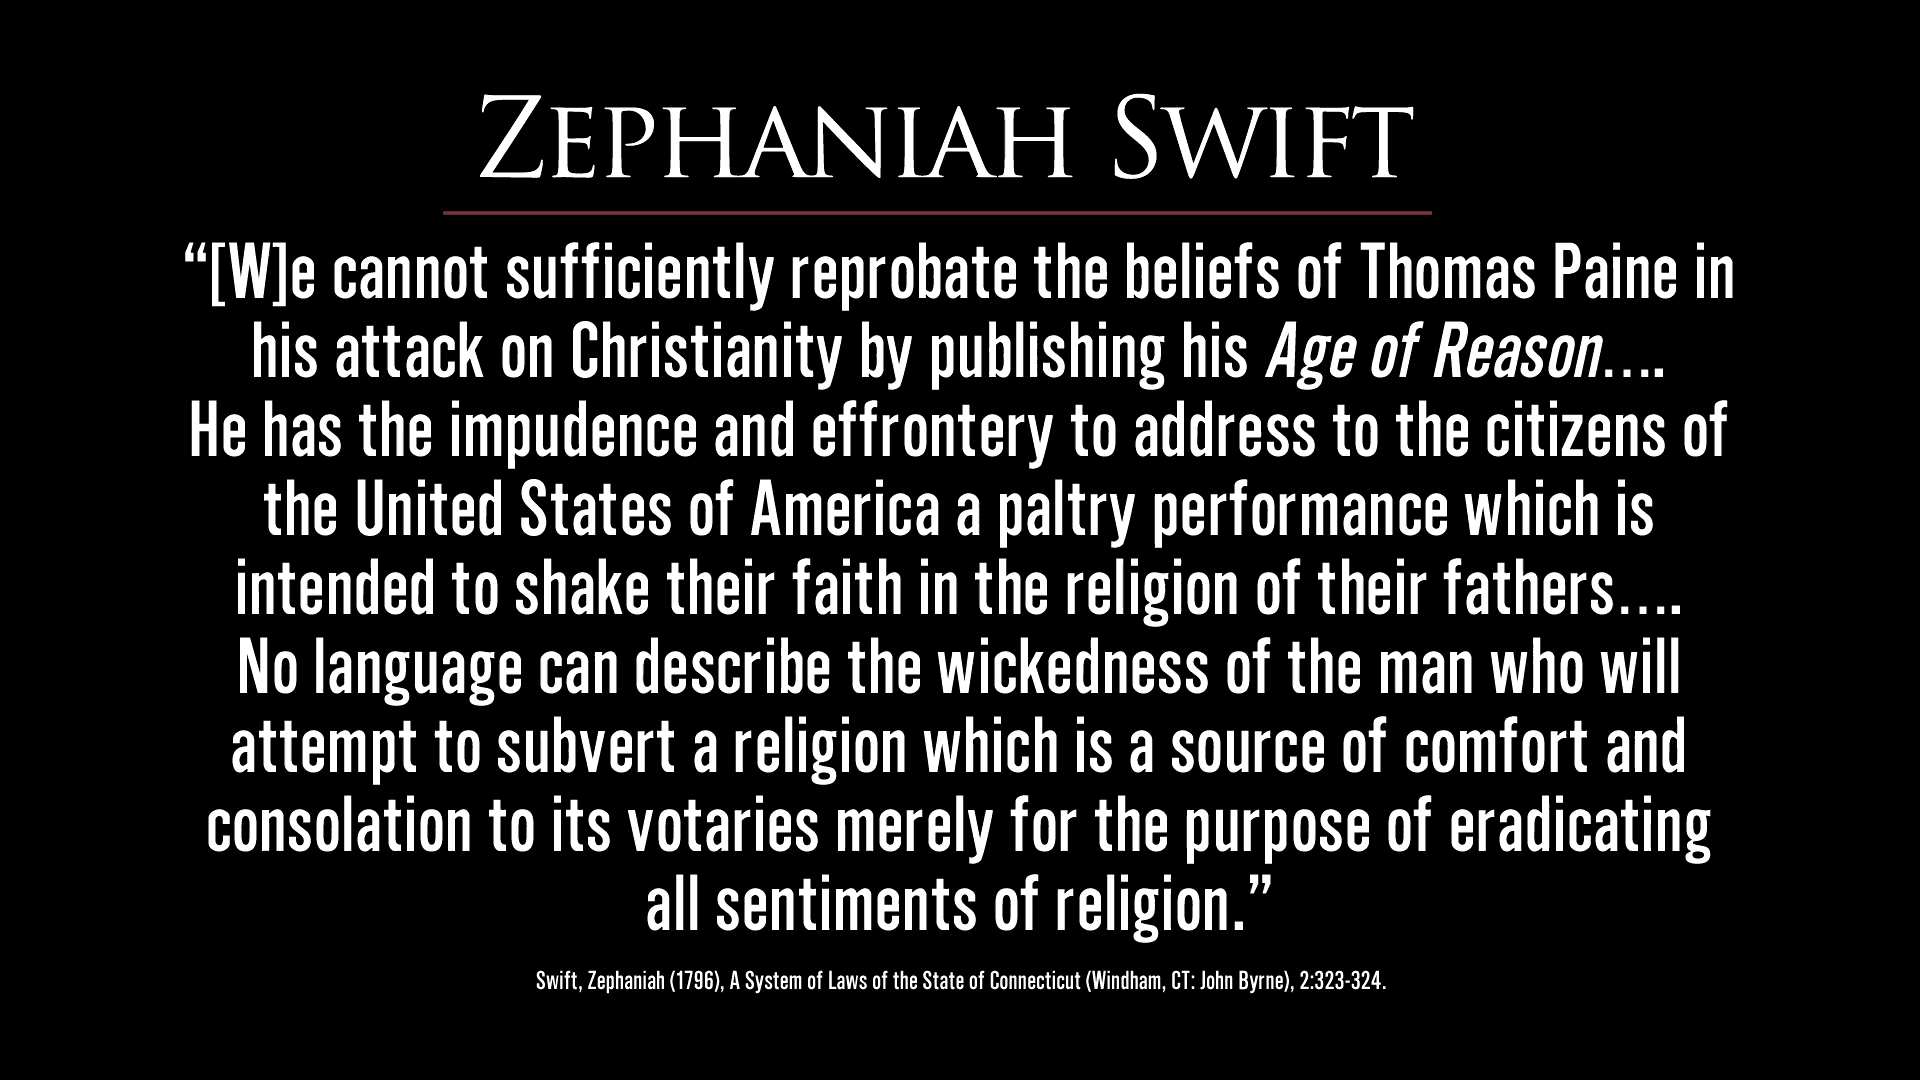 ZEPHANIAH SWIFT
“[W]e cannot sufficiently reprobate the beliefs of Thomas Paine in
his attack on Christianity by publishing his Age of Reason….
He has the impudence and effrontery to address to the citizens of
the United States of America a paltry performance which is
intended to shake their faith in the religion of their fathers….
No language can describe the wickedness of the man who will
attempt to subvert a religion which is a source of comfort and
consolation to its votaries merely for the purpose of eradicating
all sentiments of religion.”
Swift, Zephaniah (1796), A System of Laws of the State of Connecticut (Windham, CT: John Byrne), 2:323-324.